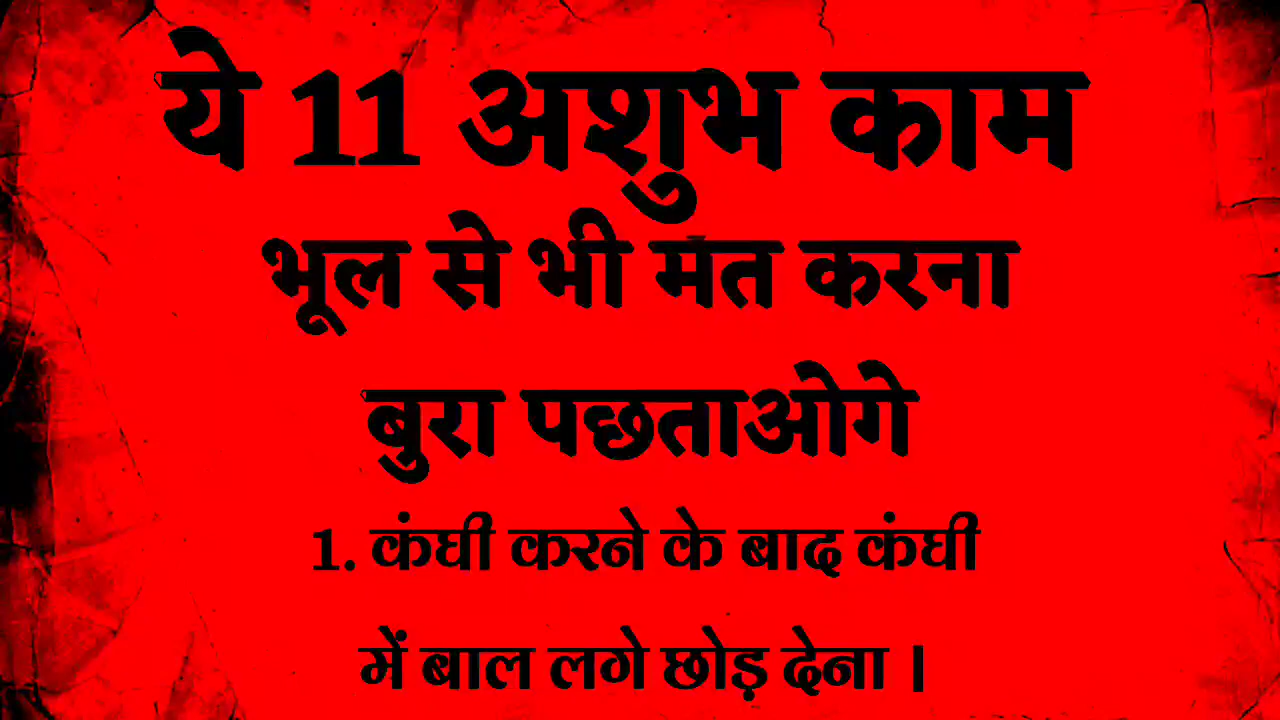 ये 11 अशुभ काम
भूल से भी मत करना
बुरा पछताओगे
1. कंघी करने के बाद कंघी
में बाल लगे छोड़ देना ।